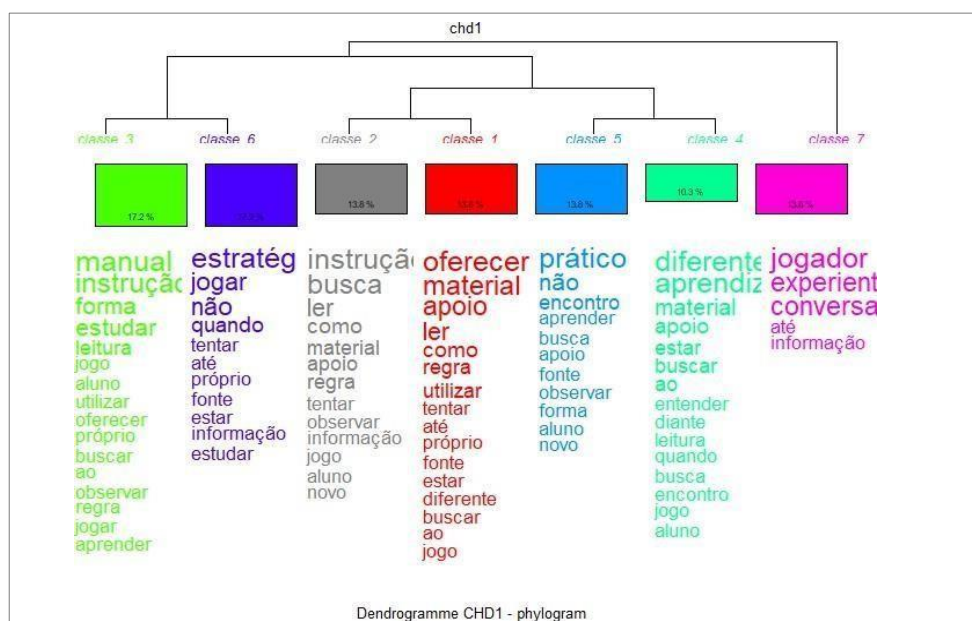 chd1
classe 3
classe 6
classe 2
classe 1
classe 5
classe 4
classe 7
17.2 %
13.8 %
13.8 %
10.3 %
manual
instrução
forma
estudar
leitura
jogo
aluno
utilizar
oferecer
próprio
buscar
ao
observar
regra
jogar
aprender
estratég
jogar
não
quando
tentar
até
próprio
fonte
estar
informação
estudar
instrução
busca
ler
como
material
apoio
regra
tentar
observar
informação
jogo
aluno
novo
oferecer
material
apoio
ler
como
regra
utilizar
tentar
até
próprio
fonte
estar
diferente
buscar
ao
jogo
prático
não
encontro
aprender
busca
apoio
fonte
observar
forma
aluno
novo
diferente
aprendiz
material
apoio
estar
buscar
ao
entender
diante
leitura
quando
busca
encontro
jogo
aluno
jogador
experient
conversa
até
informação
Dendrogramme CHD1 - phylogram